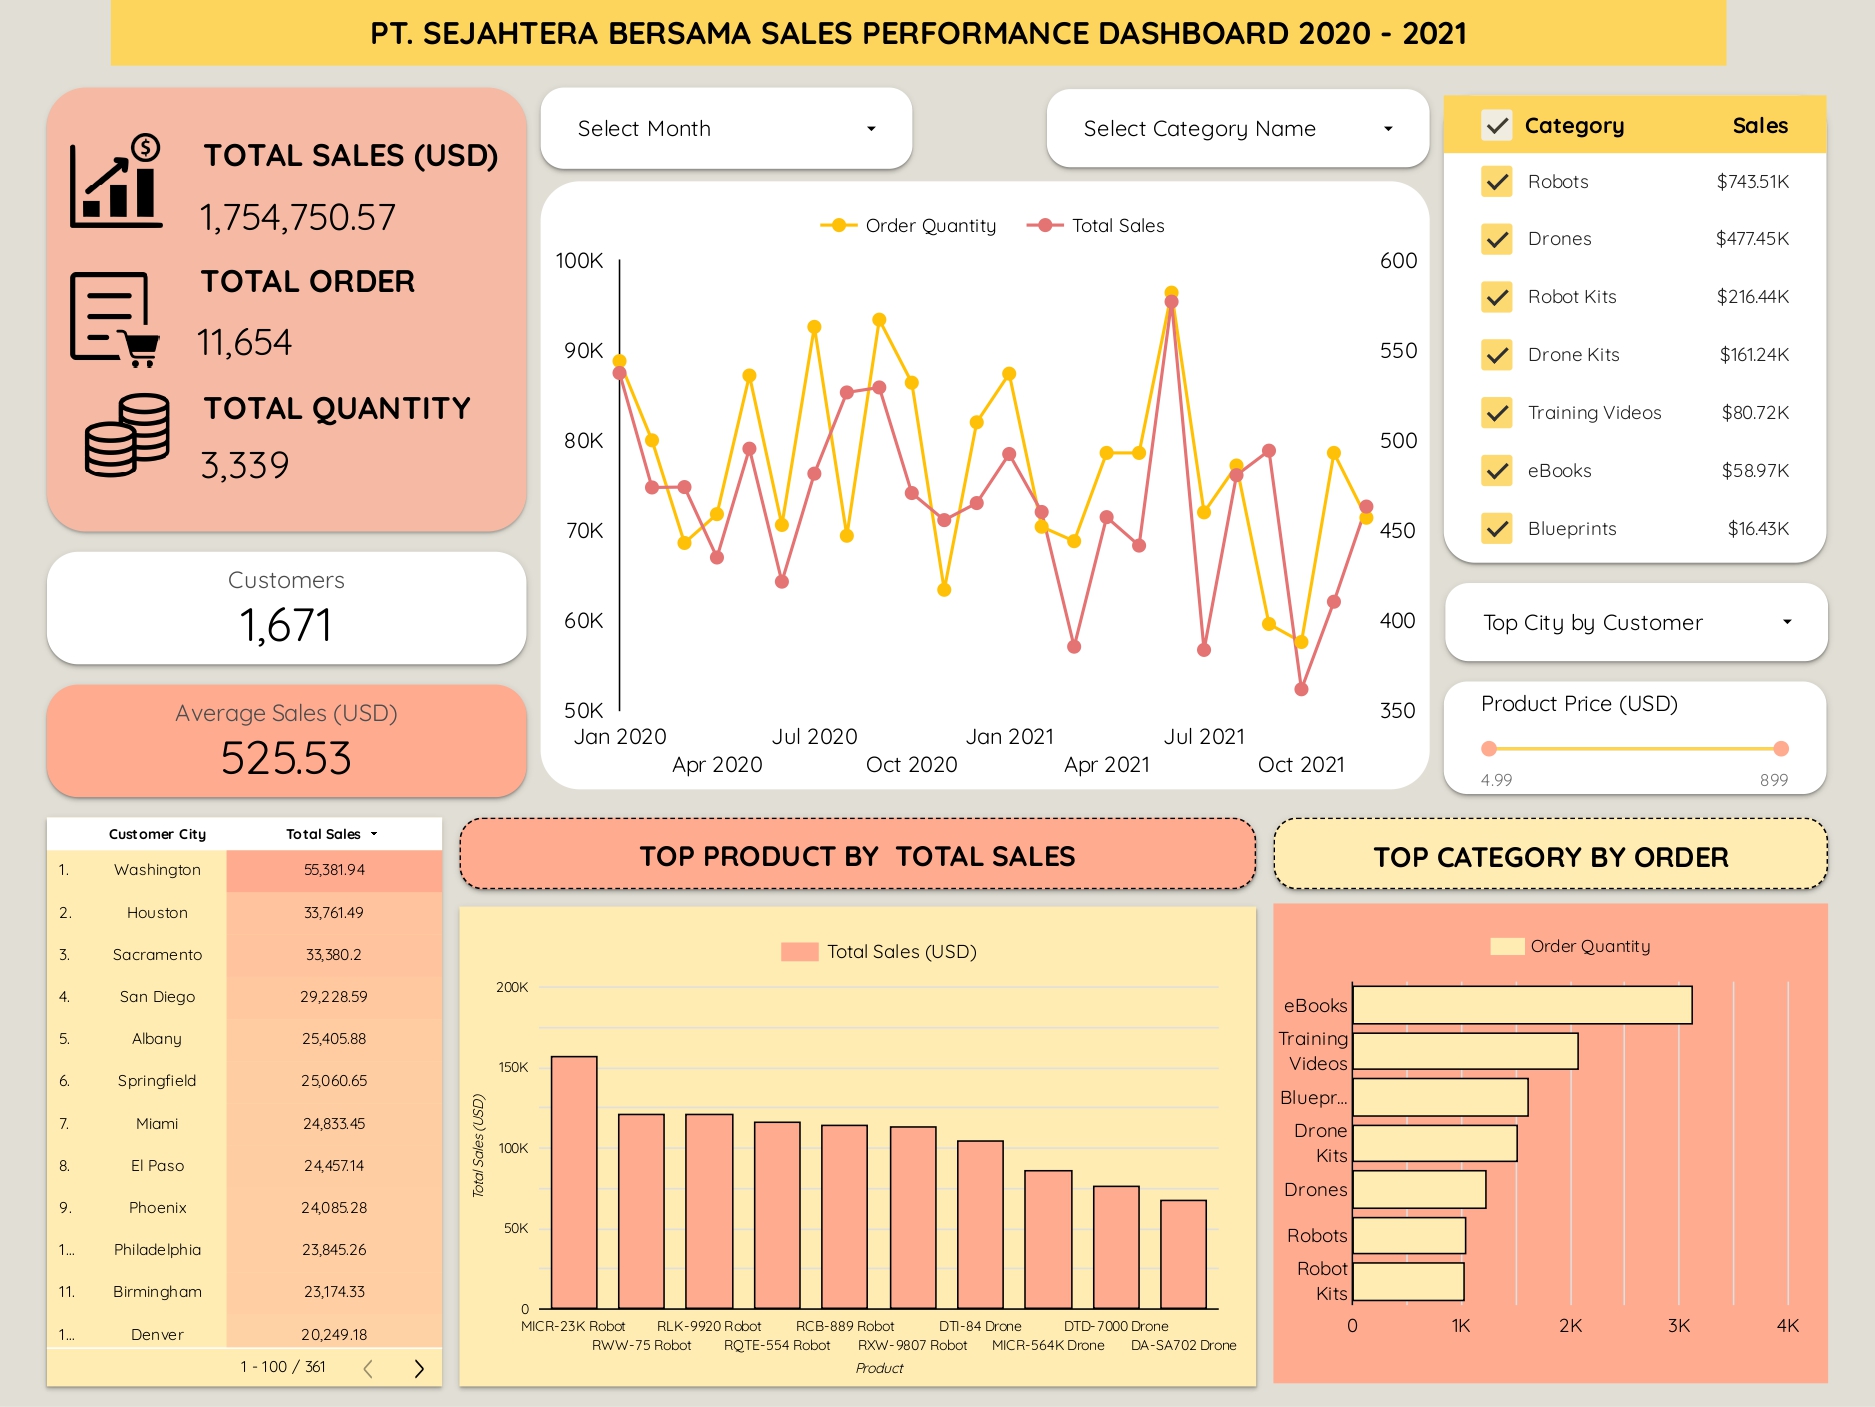 PT. SEJAHTERA BERSAMA SALES PERFORMANCE DASHBOARD 2020 - 2021
TOTAL SALES (USD)
1,754,750.57
TOTAL ORDER
11,654
TOTAL QUANTITY
3,339
Customers
1,671
Average Sales (USD)
525.53
Select Month
Select Category Name
Order Quantity
Total Sales
100K
90K
80K
70K
60K
50K
600
550
500
450
400
350
Jan 2020
Apr 2020
Jul 2020
Oct 2020
Jan 2021
Apr 2021
Jul 2021
Oct 2021
Category Sales
Robots $743.51K
Drones $477.45K
Robot Kits $216.44K
Drone Kits $161.24K
Training Videos $80.72K
eBooks $58.97K
Blueprints $16.43K
Top City by Customer
Product Price (USD)
4.99 899
Customer City Total Sales
1. Washington 55,381.94
2. Houston 33,761.49
3. Sacramento 33,380.2
4. San Diego 29,228.59
5. Albany 25,405.88
6. Springfield 25,060.65
7. Miami 24,833.45
8. El Paso 24,457.14
9. Phoenix 24,085.28
1... Philadelphia 23,845.26
11. Birmingham 23,174.33
1... Denver 20,249.18
1 - 100 / 361
TOP PRODUCT BY TOTAL SALES
Total Sales (USD)
200K
150K
100K
50K
0
Total Sales (USD)
MICR-23K Robot
RWW-75 Robot
RLK-9920 Robot
RQTE-554 Robot
RCB-889 Robot
RXW-9807 Robot
DTI-84 Drone
MICR-564K Drone
DTD-7000 Drone
DA-SA702 Drone
Product
TOP CATEGORY BY ORDER
Order Quantity
eBooks
Training
Videos
Bluepr...
Drone
Kits
Drones
Robots
Robot
Kits
0 1K 2K 3K 4K
$